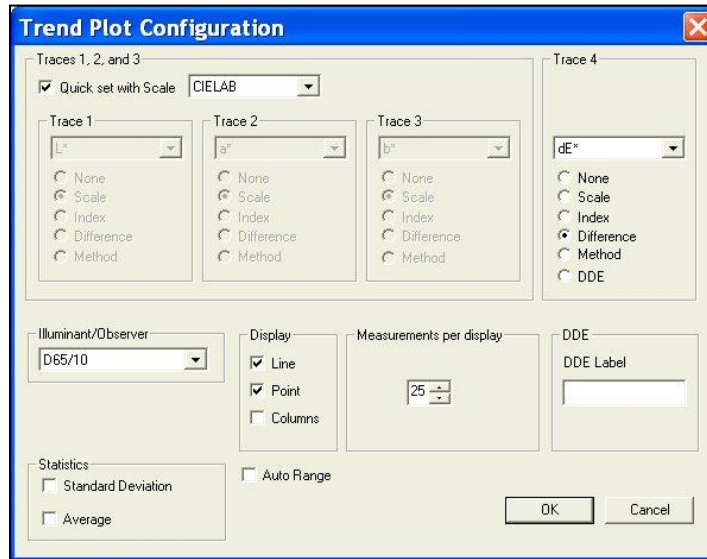 Trend Plot Configuration
Traces 1, 2, and 3
Quick set with Scale
CIELAB
Trace 1
L*
None
Scale
Index
Difference
Method
Trace 2
a*
None
Scale
Index
Difference
Method
Trace 3
b*
None
Scale
Index
Difference
Method
Trace 4
dE*
None
Scale
Index
Difference
Method
DDE
Illuminant/Observer
D65/10
Display
Line
Point
Columns
Measurements per display
25
DDE
DDE Label
Statistics
Standard Deviation
Average
Auto Range
OK
Cancel